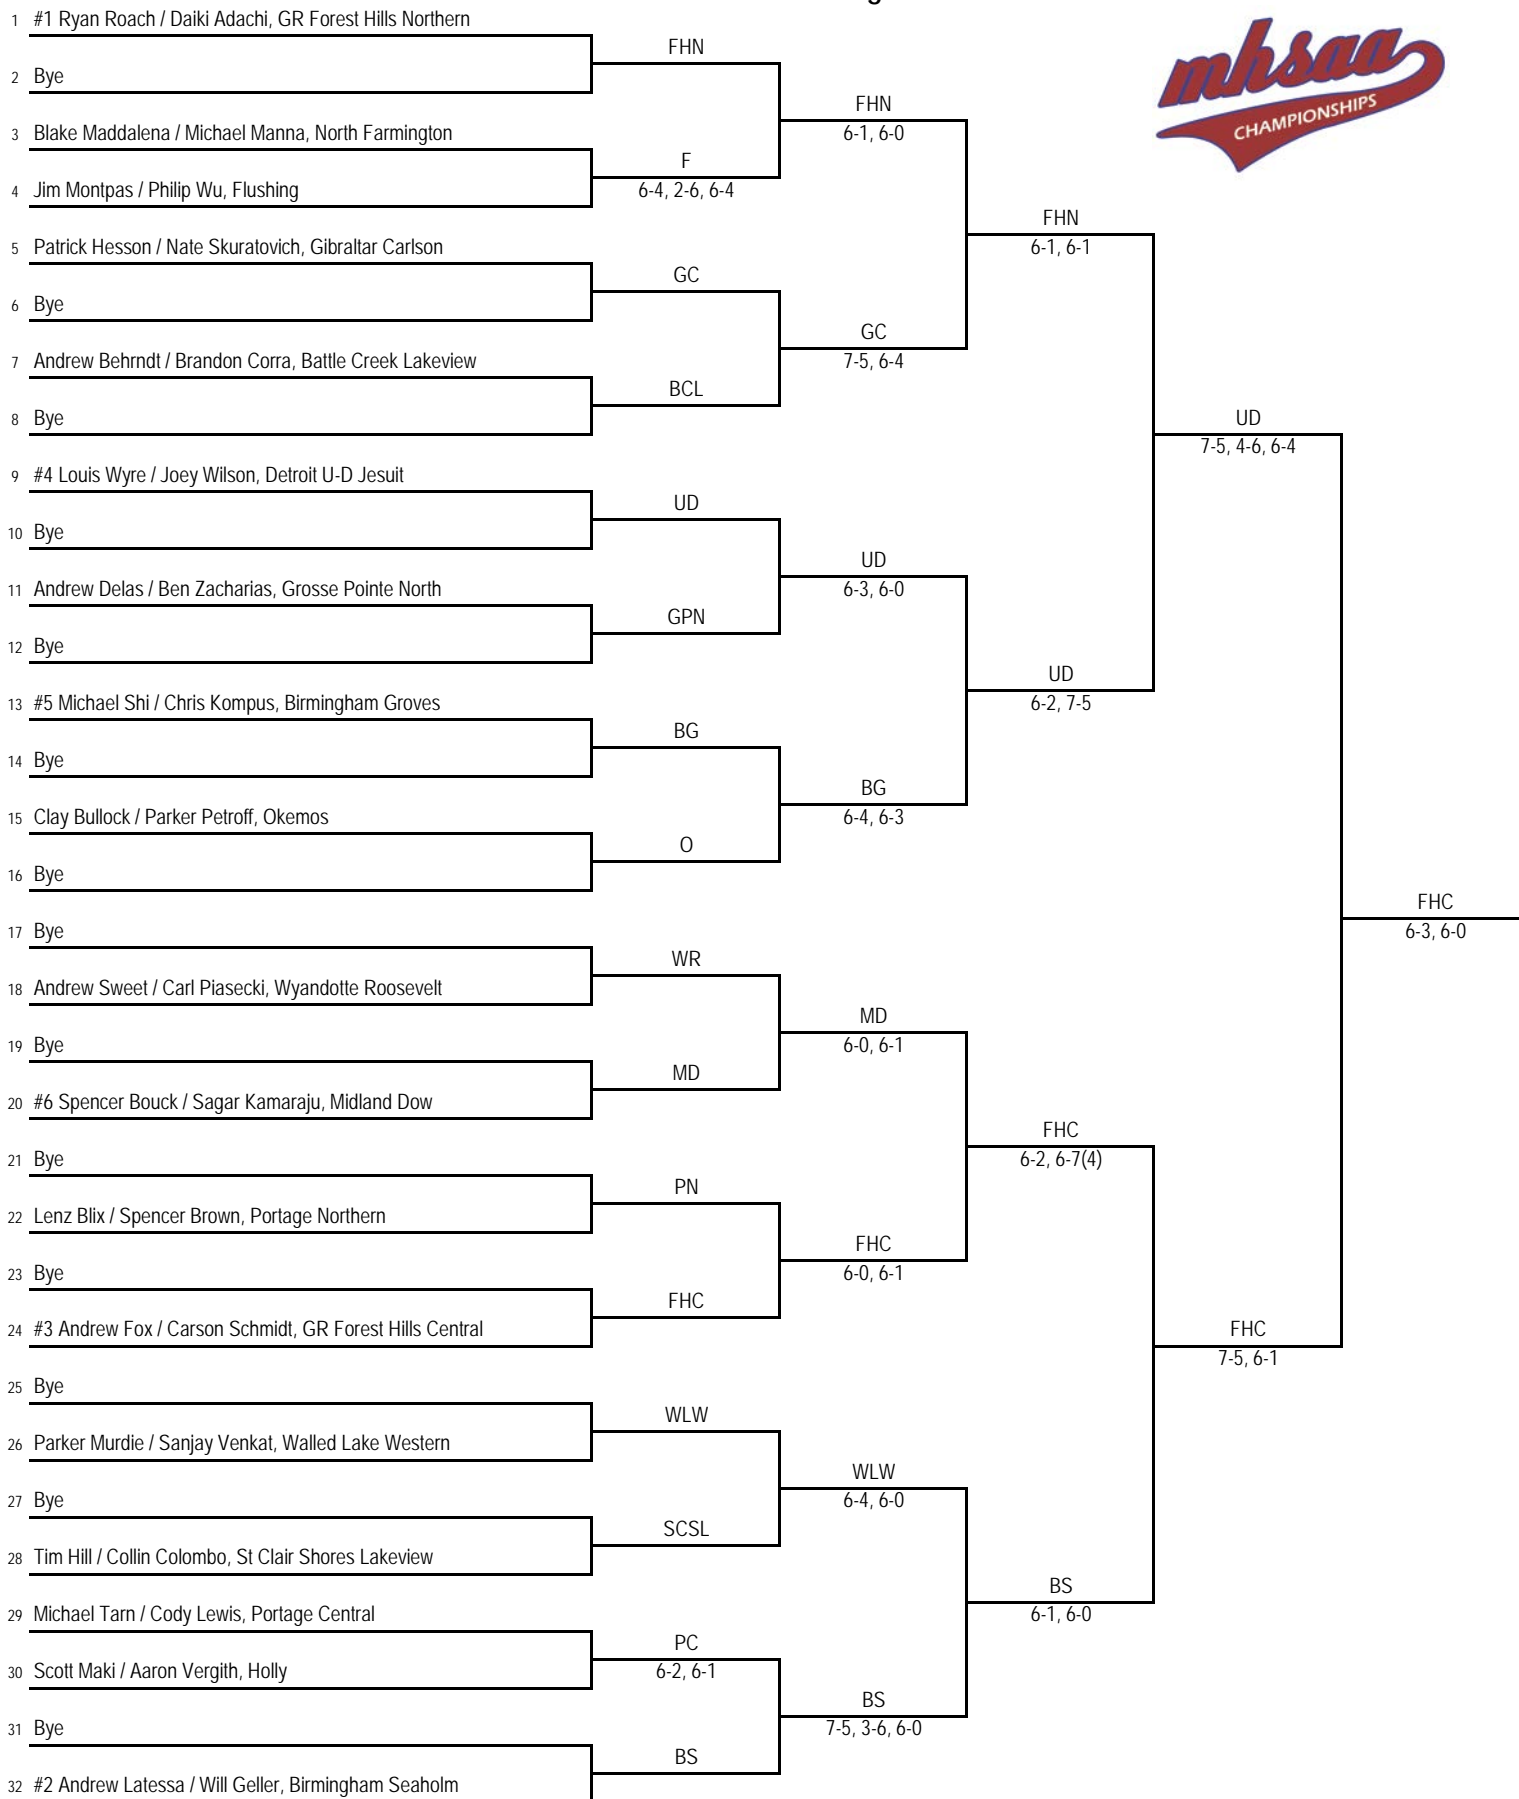 1 #1 Ryan Roach / Daiki Adachi, GR Forest Hills Northern
FHN
2 Bye
FHN
6-1, 6-0
3 Blake Maddalena / Michael Manna, North Farmington
F
6-4, 2-6, 6-4
4 Jim Montpas / Philip Wu, Flushing
FHN
6-1, 6-1
5 Patrick Hesson / Nate Skuratovich, Gibraltar Carlson
GC
6 Bye
GC
7-5, 6-4
7 Andrew Behrndt / Brandon Corra, Battle Creek Lakeview
BCL
8 Bye
UD
7-5, 4-6, 6-4
9 #4 Louis Wyre / Joey Wilson, Detroit U-D Jesuit
UD
10 Bye
UD
6-3, 6-0
11 Andrew Delas / Ben Zacharias, Grosse Pointe North
GPN
12 Bye
UD
6-2, 7-5
13 #5 Michael Shi / Chris Kompus, Birmingham Groves
BG
14 Bye
BG
6-4, 6-3
15 Clay Bullock / Parker Petroff, Okemos
O
16 Bye
FHC
6-3, 6-0
17 Bye
WR
18 Andrew Sweet / Carl Piasecki, Wyandotte Roosevelt
MD
6-0, 6-1
19 Bye
MD
20 #6 Spencer Bouck / Sagar Kamaraju, Midland Dow
FHC
6-2, 6-7(4)
21 Bye
PN
22 Lenz Blix / Spencer Brown, Portage Northern
FHC
6-0, 6-1
23 Bye
FHC
24 #3 Andrew Fox / Carson Schmidt, GR Forest Hills Central
FHC
7-5, 6-1
25 Bye
WLW
26 Parker Murdie / Sanjay Venkat, Walled Lake Western
WLW
6-4, 6-0
27 Bye
SCSL
28 Tim Hill / Collin Colombo, St Clair Shores Lakeview
BS
6-1, 6-0
29 Michael Tarn / Cody Lewis, Portage Central
PC
6-2, 6-1
30 Scott Maki / Aaron Vergith, Holly
BS
7-5, 3-6, 6-0
31 Bye
BS
32 #2 Andrew Latessa / Will Geller, Birmingham Seaholm
mhsaa
CHAMPIONSHIPS